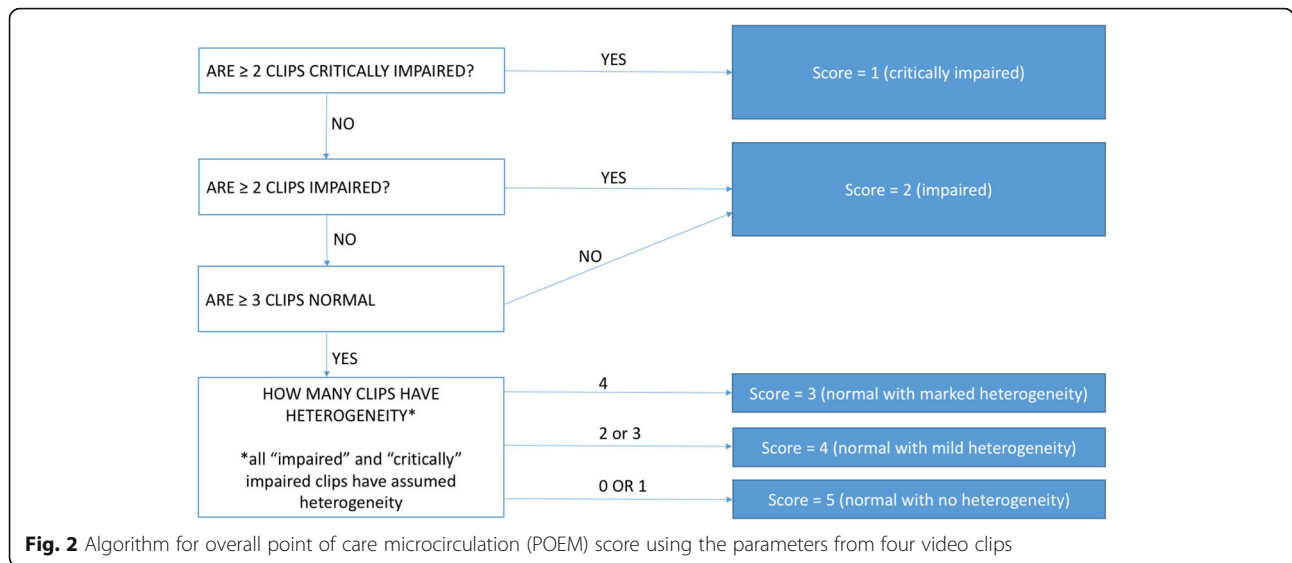 ARE ≥ 2 CLIPS CRITICALLY IMPAIRED?
YES
Score = 1 (critically impaired)
NO
ARE ≥ 2 CLIPS IMPAIRED?
YES
Score = 2 (impaired)
NO
NO
ARE ≥ 3 CLIPS NORMAL
YES
HOW MANY CLIPS HAVE
HETEROGENEITY*
*all “impaired” and “critically”
impaired clips have assumed
heterogeneity
4
Score = 3 (normal with marked heterogeneity)
2 or 3
Score = 4 (normal with mild heterogeneity)
0 OR 1
Score = 5 (normal with no heterogeneity)
Fig. 2 Algorithm for overall point of care microcirculation (POEM) score using the parameters from four video clips